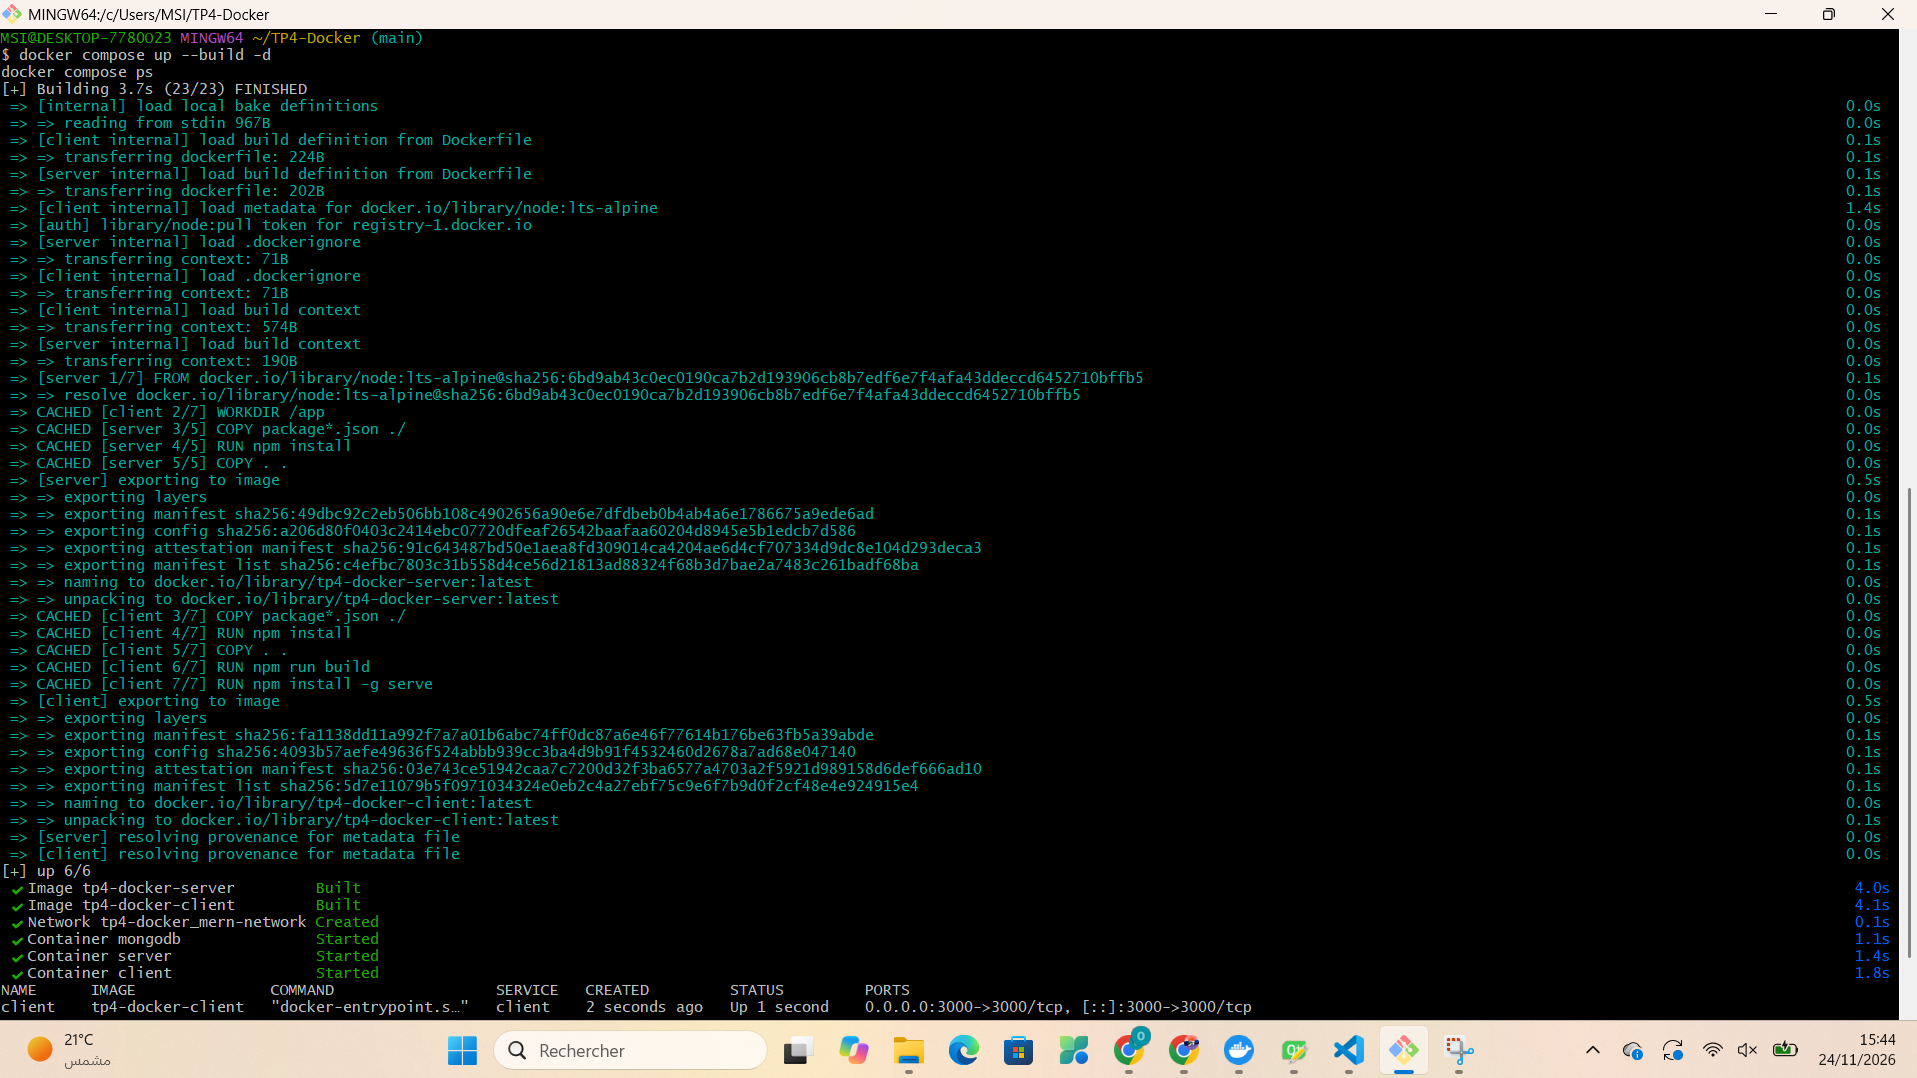 MINGW64:/c/Users/MSI/TP4-Docker
MSI@DESKTOP-7780O23 MINGW64 ~/TP4-Docker (main)
$ docker compose up --build -d
docker compose ps
[+] Building 3.7s (23/23) FINISHED
=> [internal] load local bake definitions 0.0s
=> => reading from stdin 967B 0.0s
=> [client internal] load build definition from Dockerfile 0.1s
=> => transferring dockerfile: 224B 0.1s
=> [server internal] load build definition from Dockerfile 0.1s
=> => transferring dockerfile: 202B 0.1s
=> [client internal] load metadata for docker.io/library/node:lts-alpine 1.4s
=> [auth] library/node:pull token for registry-1.docker.io 0.0s
=> [server internal] load .dockerignore 0.0s
=> => transferring context: 71B 0.0s
=> [client internal] load .dockerignore 0.0s
=> => transferring context: 71B 0.0s
=> [client internal] load build context 0.0s
=> => transferring context: 574B 0.0s
=> [server internal] load build context 0.0s
=> => transferring context: 190B 0.0s
=> [server 1/7] FROM docker.io/library/node:lts-alpine@sha256:6bd9ab43c0ec0190ca7b2d193906cb8b7edf6e7f4afa43ddeccd6452710bffb5 0.1s
=> => resolve docker.io/library/node:lts-alpine@sha256:6bd9ab43c0ec0190ca7b2d193906cb8b7edf6e7f4afa43ddeccd6452710bffb5 0.0s
=> CACHED [client 2/7] WORKDIR /app 0.0s
=> CACHED [server 3/5] COPY package*.json ./ 0.0s
=> CACHED [server 4/5] RUN npm install 0.0s
=> CACHED [server 5/5] COPY . . 0.0s
=> [server] exporting to image 0.5s
=> => exporting layers 0.0s
=> => exporting manifest sha256:49dbc92c2eb506bb108c4902656a90e6e7dfdbeb0b4ab4a6e1786675a9ede6ad 0.1s
=> => exporting config sha256:a206d80f0403c2414ebc07720dfeaf26542baafaa60204d8945e5b1edcb7d586 0.1s
=> => exporting attestation manifest sha256:91c643487bd50e1aea8fd309014ca4204ae6d4cf707334d9dc8e104d293deca3 0.1s
=> => exporting manifest list sha256:c4efbc7803c31b558d4ce56d21813ad88324f68b3d7bae2a7483c261badf68ba 0.1s
=> => naming to docker.io/library/tp4-docker-server:latest 0.0s
=> => unpacking to docker.io/library/tp4-docker-server:latest 0.0s
=> CACHED [client 3/7] COPY package*.json ./ 0.0s
=> CACHED [client 4/7] RUN npm install 0.0s
=> CACHED [client 5/7] COPY . . 0.0s
=> CACHED [client 6/7] RUN npm run build 0.0s
=> CACHED [client 7/7] RUN npm install -g serve 0.0s
=> [client] exporting to image 0.5s
=> => exporting layers 0.0s
=> => exporting manifest sha256:fa1138dd11a992f7a7a01b6abc74ff0dc87a6e46f77614b176be63fb5a39abde 0.1s
=> => exporting config sha256:4093b57aefe49636f524abbb939cc3ba4d9b91f4532460d2678a7ad68e047140 0.1s
=> => exporting attestation manifest sha256:03e743ce51942caa7c7200d32f3ba6577a4703a2f5921d989158d6def666ad10 0.1s
=> => exporting manifest list sha256:5d7e11079b5f0971034324e0eb2c4a27ebf75c9e6f7b9d0f2cf48e4e924915e4 0.1s
=> => naming to docker.io/library/tp4-docker-client:latest 0.0s
=> => unpacking to docker.io/library/tp4-docker-client:latest 0.1s
=> [server] resolving provenance for metadata file 0.0s
=> [client] resolving provenance for metadata file 0.0s
[+] up 6/6
✔ Image tp4-docker-server Built 4.0s
✔ Image tp4-docker-client Built 4.1s
✔ Network tp4-docker_mern-network Created 0.1s
✔ Container mongodb Started 1.1s
✔ Container server Started 1.4s
✔ Container client Started 1.8s
NAME IMAGE COMMAND SERVICE CREATED STATUS PORTS
client tp4-docker-client "docker-entrypoint.s…" client 2 seconds ago Up 1 second 0.0.0.0:3000->3000/tcp, [::]:3000->3000/tcp
21°C
مشمس
Rechercher
0
15:44
24/11/2026